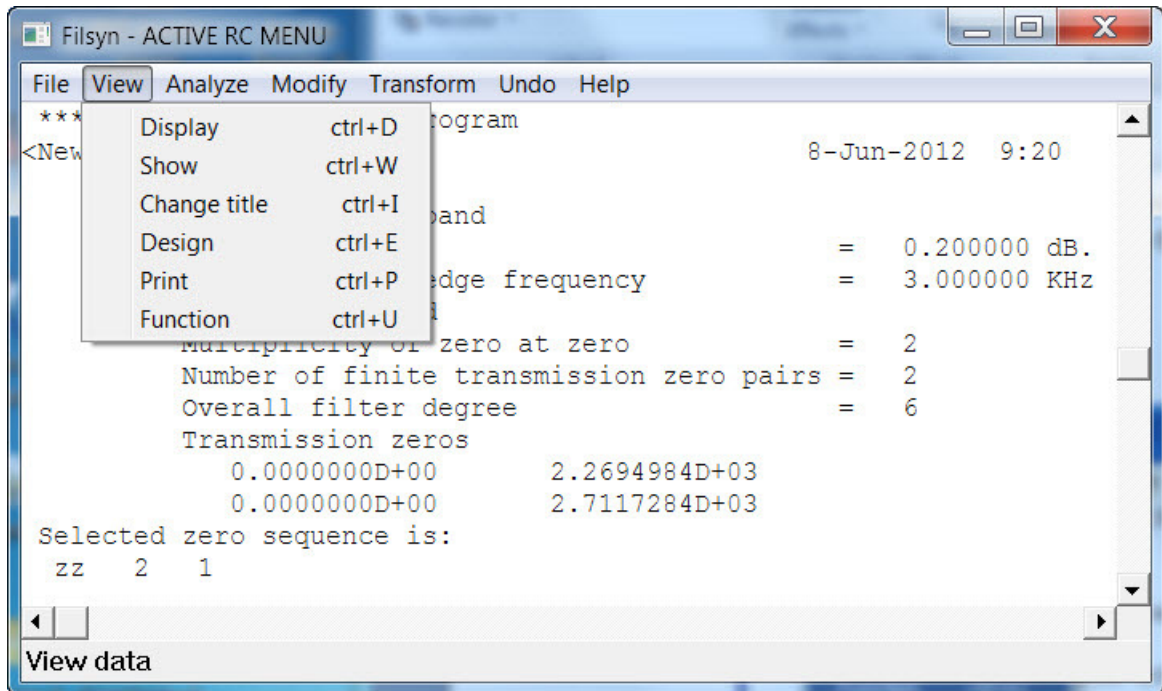 Filsyn - ACTIVE RC MENU
File View Analyze Modify Transform Undo Help
*** rogram
<New 8-Jun-2012 9:20
Display ctrl+D
Show ctrl+W
Change title ctrl+I
Design ctrl+E
Print ctrl+P
Function ctrl+U
band
= 0.200000 dB.
edge frequency = 3.000000 KHz
Multiplicity of zero at zero = 2
Number of finite transmission zero pairs = 2
Overall filter degree = 6
Transmission zeros
0.0000000D+00 2.2694984D+03
0.0000000D+00 2.7117284D+03
Selected zero sequence is:
zz 2 1
View data